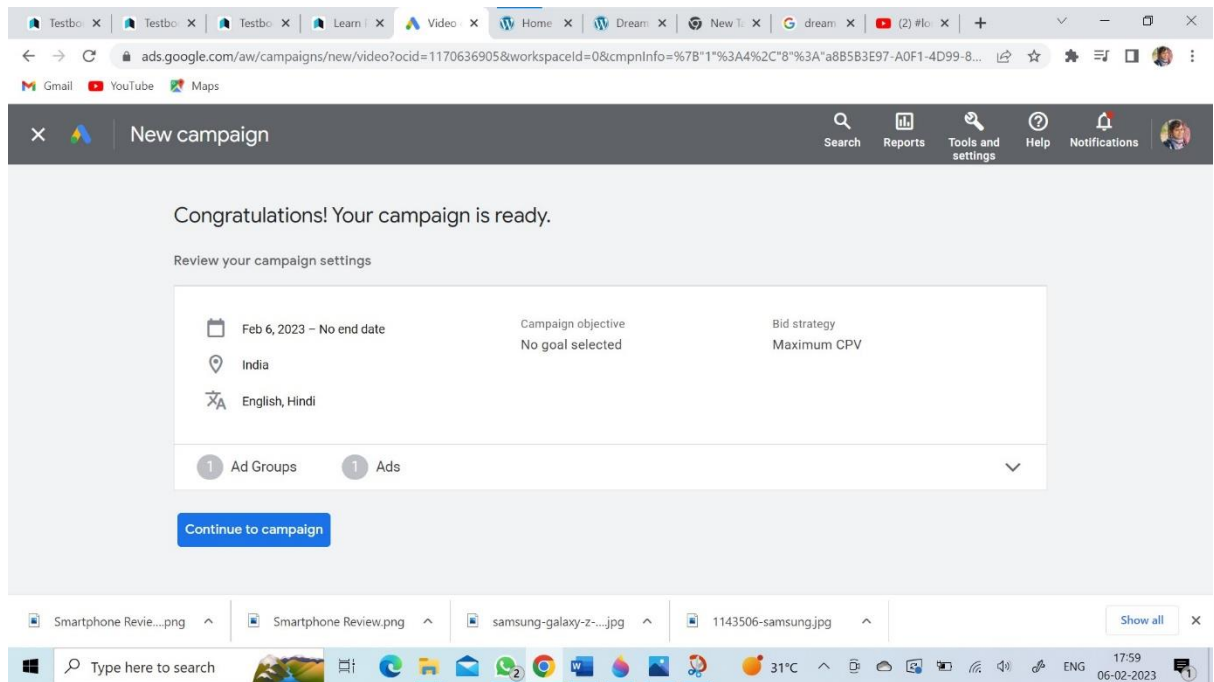 Testbo
Testbo
Testbo
Learn
Video
Home
Dream
New T
dream
(2) #lo
ads.google.com/aw/campaigns/new/video?ocid=1170636905&workspaceId=0&cmpnInfo=%7B"1"%3A4%2C"8"%3A"a8B5B3E97-A0F1-4D99-8...
Gmail YouTube Maps
New campaign
Search Reports Tools and settings Help Notifications
Congratulations! Your campaign is ready.
Review your campaign settings
Feb 6, 2023 – No end date
India
English, Hindi
Campaign objective
No goal selected
Bid strategy
Maximum CPV
1 Ad Groups 1 Ads
Continue to campaign
Smartphone Revie....png Smartphone Review.png samsung-galaxy-z-....jpg 1143506-samsung.jpg Show all
Type here to search 2 31°C ENG 17:59
06-02-2023 1